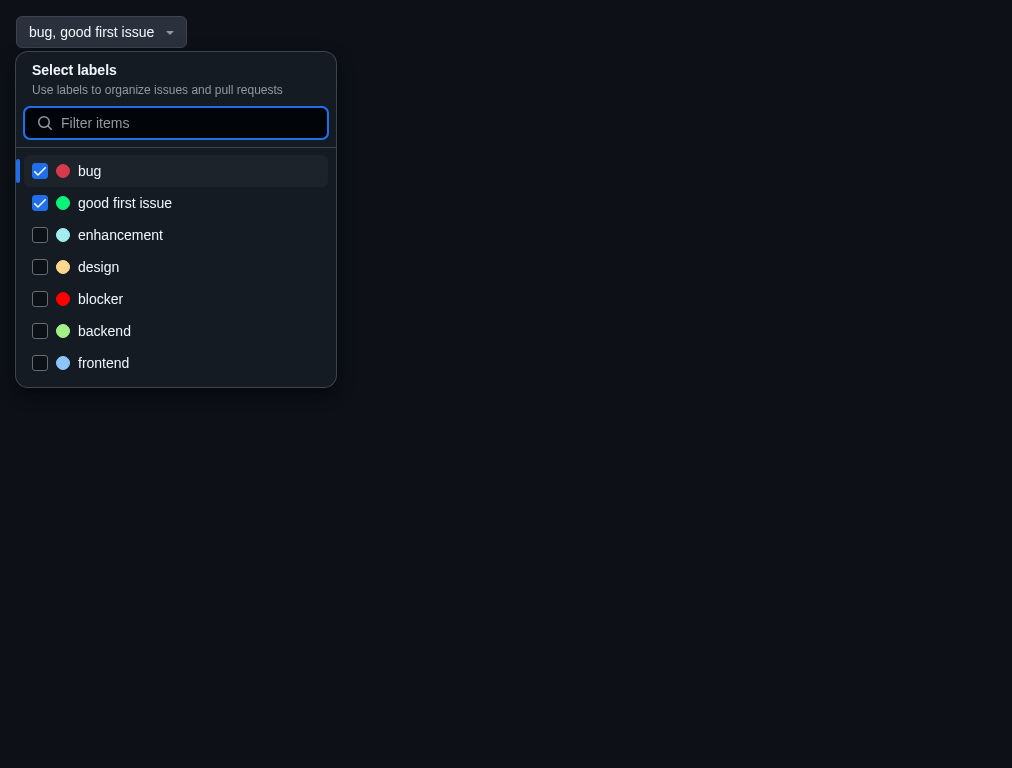 bug, good first issue
Select labels
Use labels to organize issues and pull requests
Filter items
bug
good first issue
enhancement
design
blocker
backend
frontend